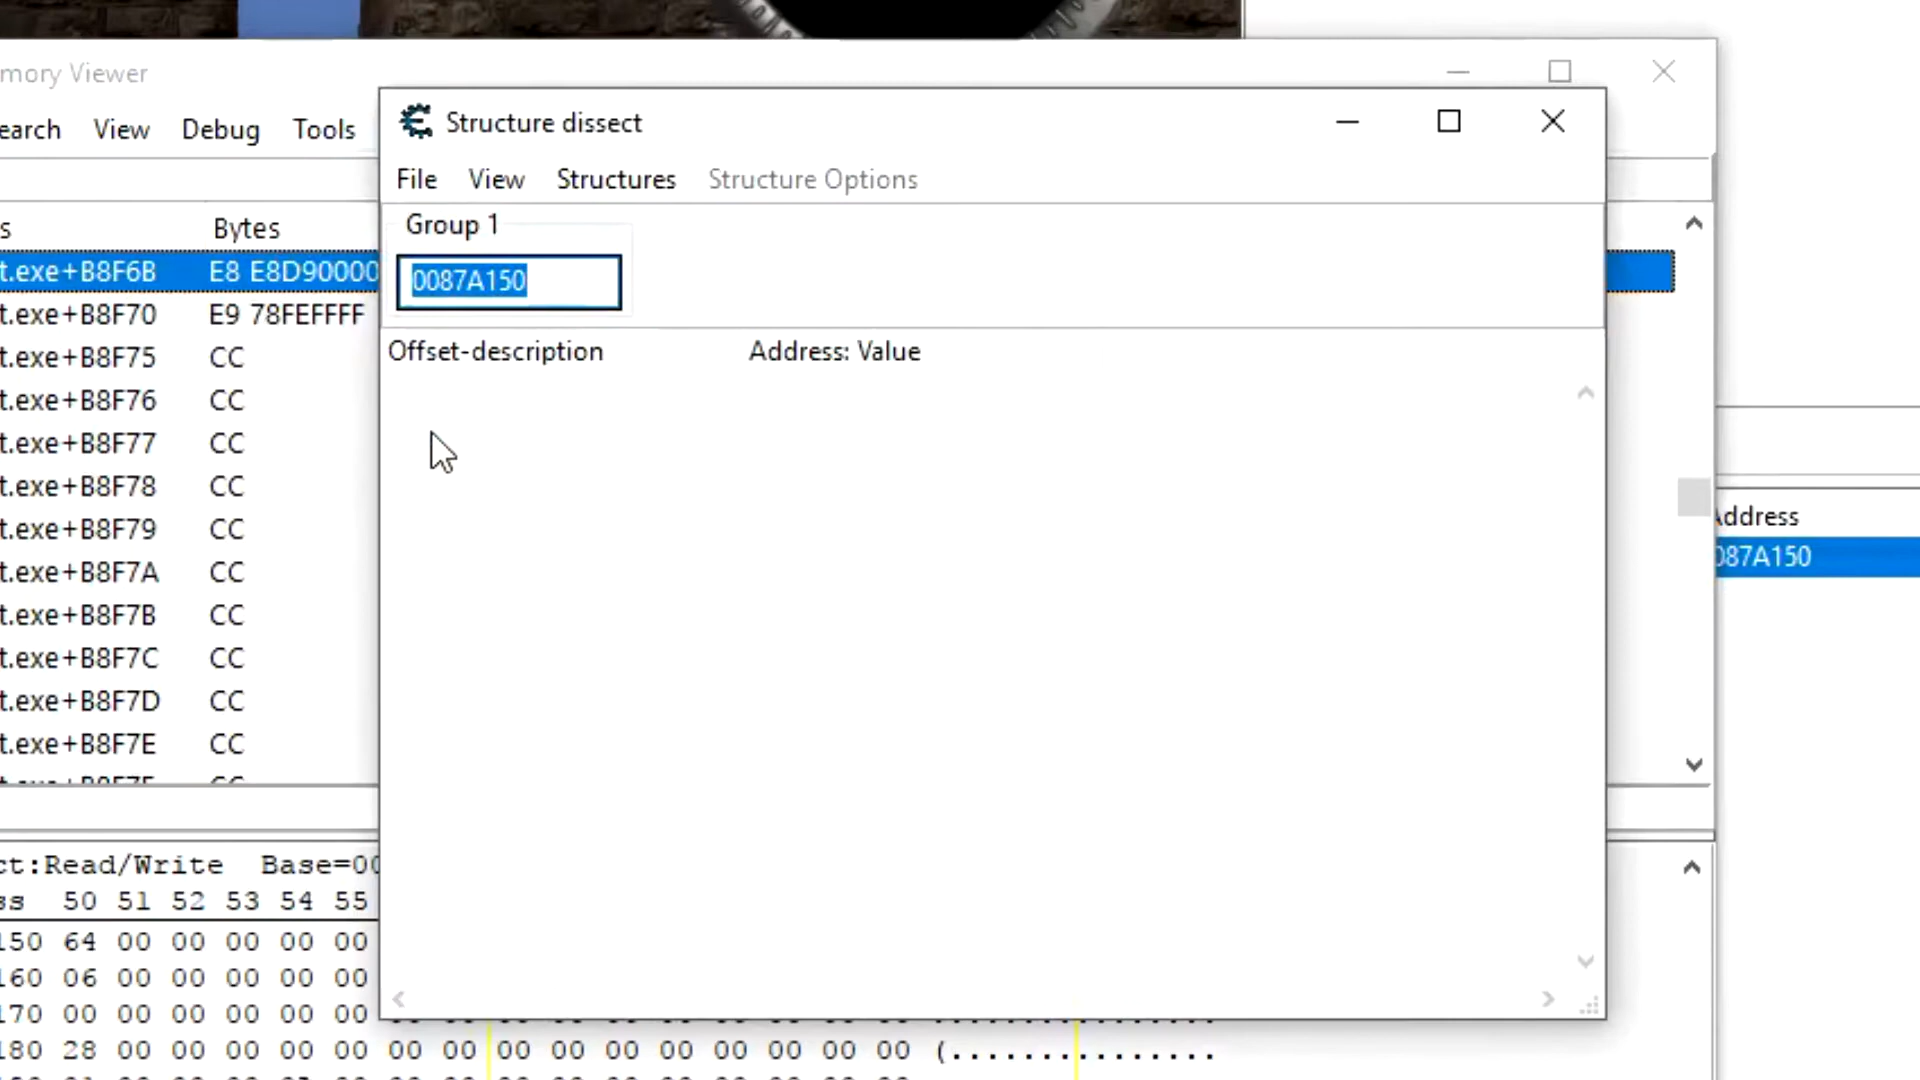 mory Viewer
earch View Debug Tools
Structure dissect
File View Structures Structure Options
Group 1
0087A150
Offset-description Address: Value
s Bytes
t.exe+B8F6B E8 E8D90000
t.exe+B8F70 E9 78FEFFFF
t.exe+B8F75 CC
t.exe+B8F76 CC
t.exe+B8F77 CC
t.exe+B8F78 CC
t.exe+B8F79 CC
t.exe+B8F7A CC
t.exe+B8F7B CC
t.exe+B8F7C CC
t.exe+B8F7D CC
t.exe+B8F7E CC
Address
087A150
ct:Read/Write Base=00
ss 50 51 52 53 54 55
150 64 00 00 00 00 00
160 06 00 00 00 00 00
170 00 00 00 00 00 00
180 28 00 00 00 00 00 00 00 00 00 00 00 00 00 00 00 (...............